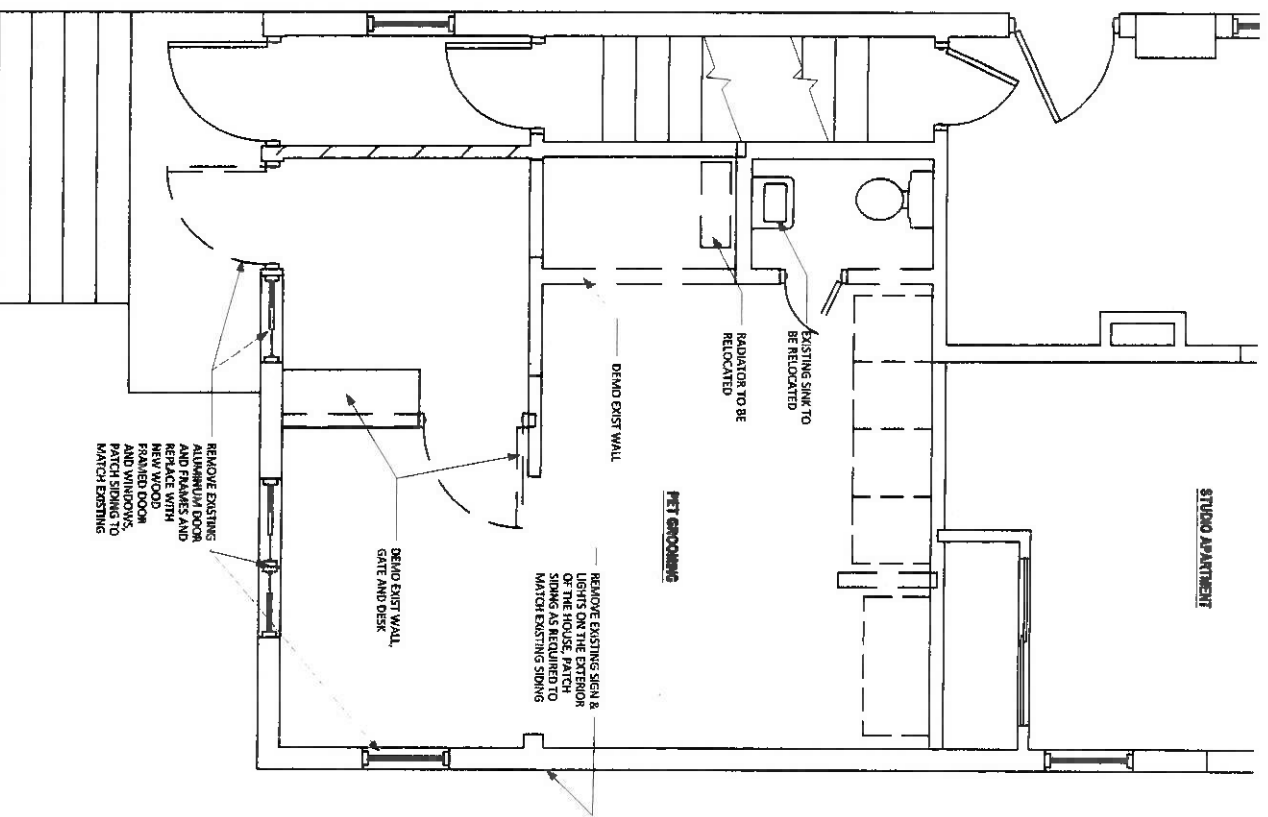 STUDIO APARTMENT
EXISTING SINK TO
BE RELOCATED
RADIATOR TO BE
RELOCATED
DEMO EXIST WALL
PET GROOMING
REMOVE EXISTING SIGN &
LIGHTS ON THE EXTERIOR
OF THE HOUSE, PATCH
SIDING AS REQUIRED TO
MATCH EXISTING SIDING
DEMO EXIST WALL,
GATE AND DESK
REMOVE EXISTING
ALUMINUM DOOR
AND FRAMES AND
REPLACE WITH
NEW WOOD
FRAMED DOOR
AND WINDOWS,
PATCH SIDING TO
MATCH EXISTING